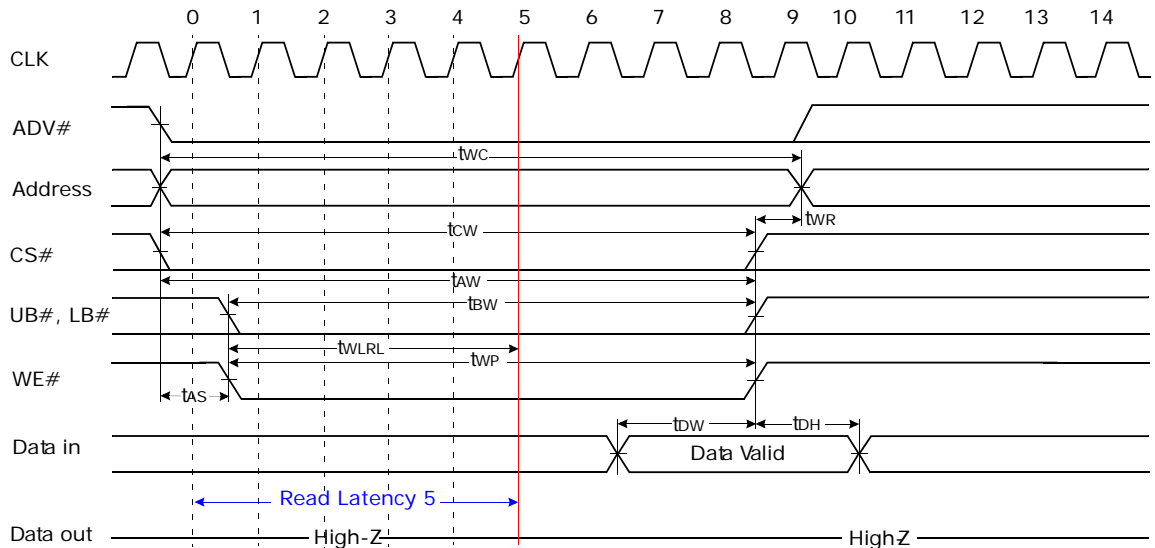 0 1 2 3 4 5 6 7 8 9 10 11 12 13 14
CLK
ADV#
tWC
Address
tWR
tCW
CS#
tAW
UB#, LB#
tBW
tWLRL
tWP
WE#
tAS
tDW
tDH
Data in
Data Valid
Read Latency 5
Data out
High-Z
High-Z